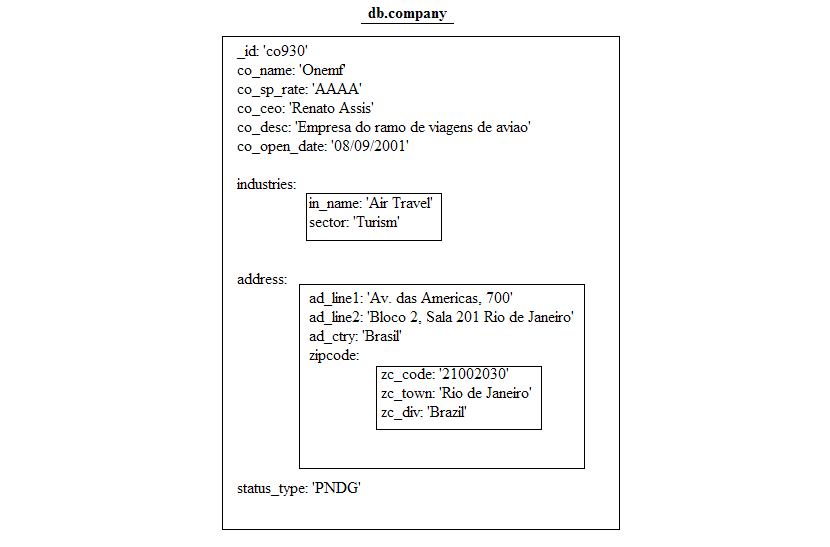 db.company
_id: 'co930'
co_name: 'Onemf'
co_sp_rate: 'AAAA'
co_ceo: 'Renato Assis'
co_desc: 'Empresa do ramo de viagens de aviao'
co_open_date: '08/09/2001'
industries:
in_name: 'Air Travel'
sector: 'Turism'
address:
ad_line1: 'Av. das Americas, 700'
ad_line2: 'Bloco 2, Sala 201 Rio de Janeiro'
ad_ctry: 'Brasil'
zipcode:
zc_code: '21002030'
zc_town: 'Rio de Janeiro'
zc_div: 'Brazil'
status_type: 'PNDG'